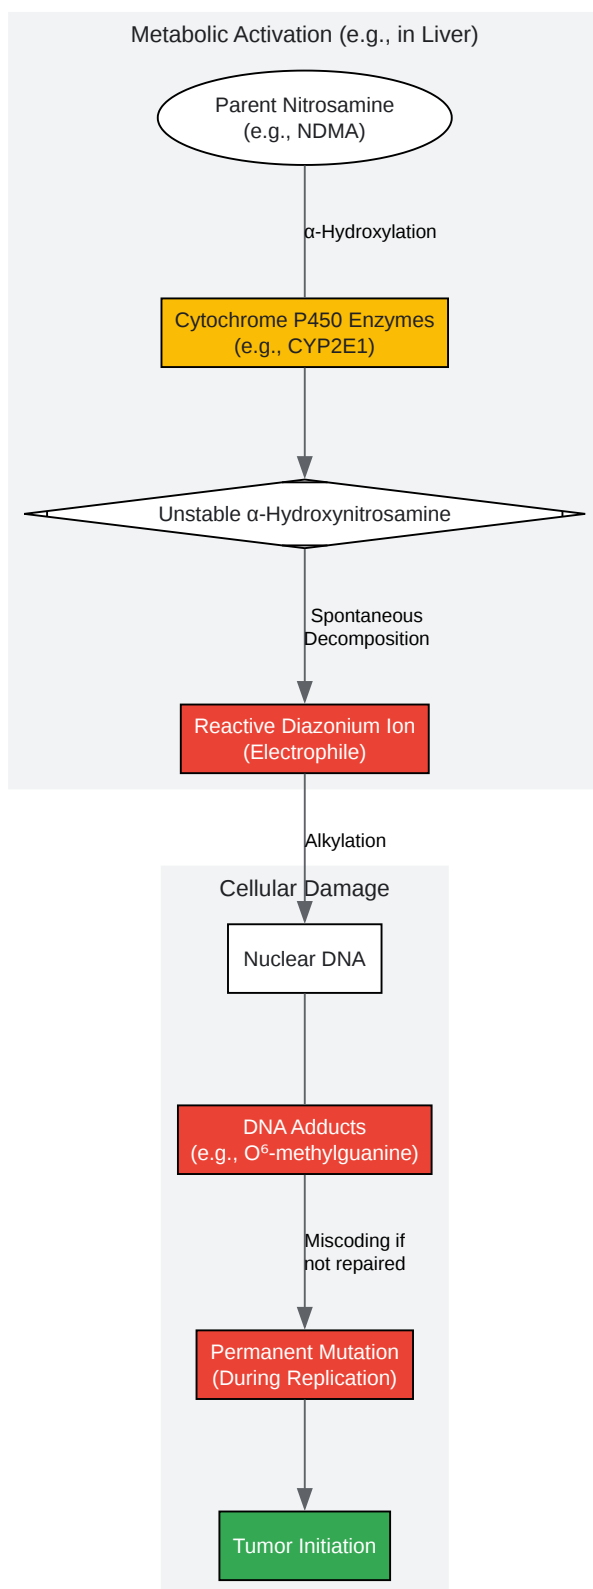 Metabolic Activation (e.g., in Liver)
Parent Nitrosamine
(e.g., NDMA)
α-Hydroxylation
Cytochrome P450 Enzymes
(e.g., CYP2E1)
Unstable α-Hydroxynitrosamine
Spontaneous
Decomposition
Reactive Diazonium Ion
(Electrophile)
Alkylation
Cellular Damage
Nuclear DNA
DNA Adducts
(e.g., O⁶-methylguanine)
Miscoding if
not repaired
Permanent Mutation
(During Replication)
Tumor Initiation